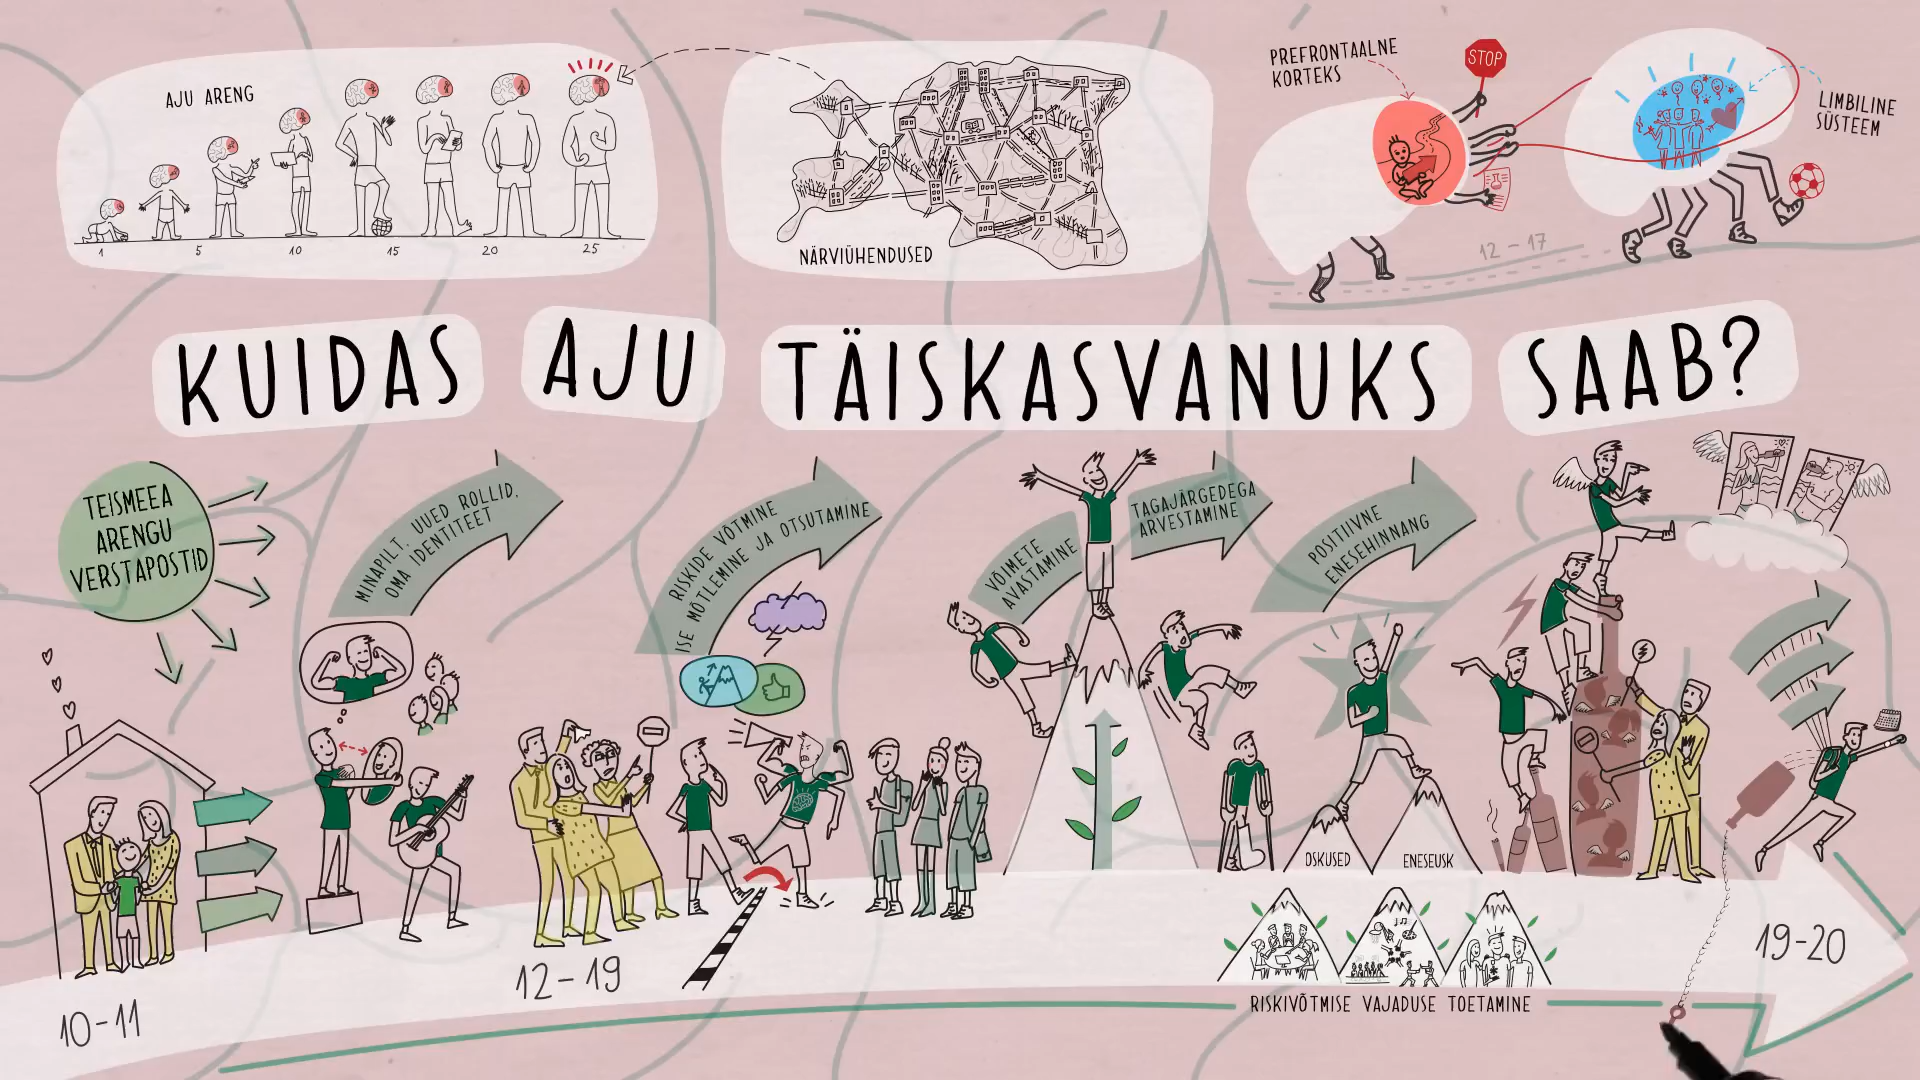 AJU ARENG
1
5
10
15
20
25
NÄRVIÜHENDUSED
PREFRONTAALNE
KORTEKS
STOP
LIMBILINE
SÜSTEEM
12 – 17
KUIDAS AJU TÄISKASVANUKS SAAB?
TEISMEEA
ARENGU
VERSTAPOSTID
MINAPILT, UUED ROLLID,
OMA IDENTITEET
RISKIDE VÕTMINE
ISE MÕTLEMINE JA OTSUTAMINE
VÕIMETE
AVASTAMINE
TAGAJÄRGEDEGA
ARVESTAMINE
POSITIIVNE
ENESEHINNANG
OSKUSED
ENESEUSK
10-11
12-19
19-20
RISKIVÕTMISE VAJADUSE TOETAMINE